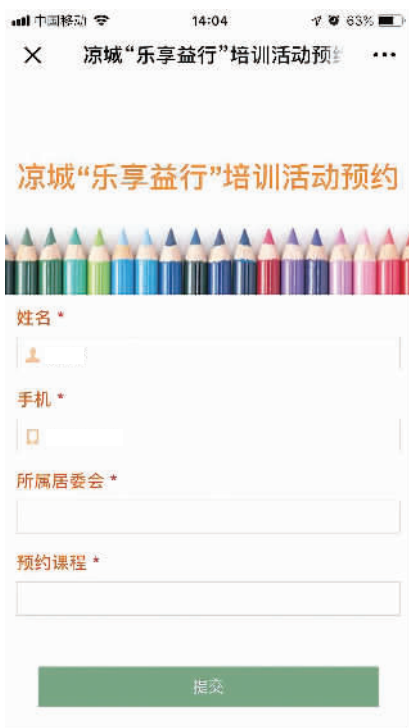 中国移动 14:04 63%
凉城“乐享益行”培训活动预
凉城“乐享益行”培训活动预约
姓名 *
手机 *
所属居委会 *
预约课程 *
提交